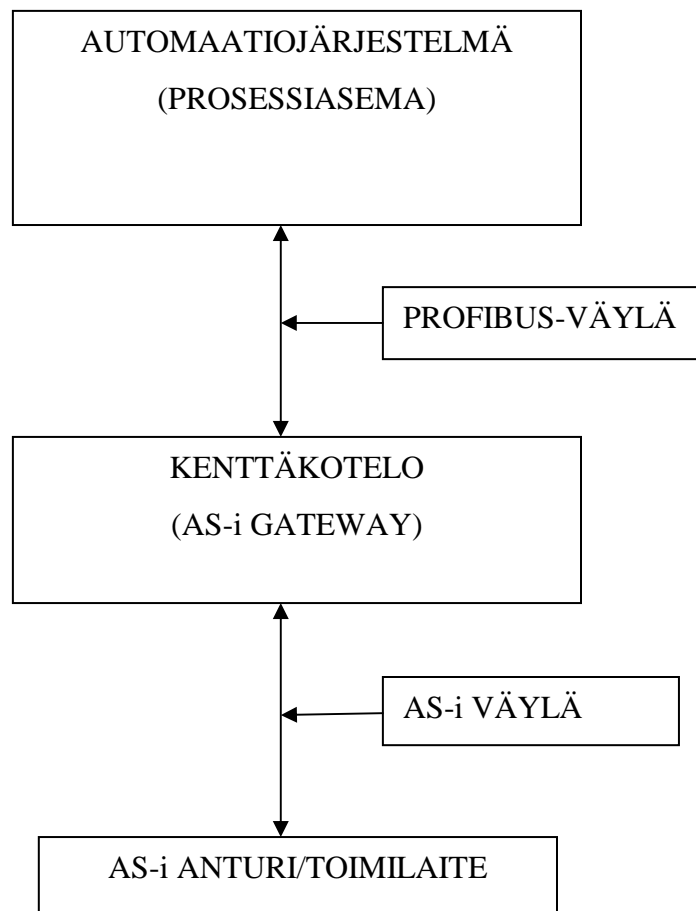 AUTOMAATIOJÄRJESTELMÄ
(PROSESSIASEMA)
PROFIBUS-VÄYLÄ
KENTTÄKOTELO
(AS-i GATEWAY)
AS-i VÄYLÄ
AS-i ANTURI/TOIMILAITE